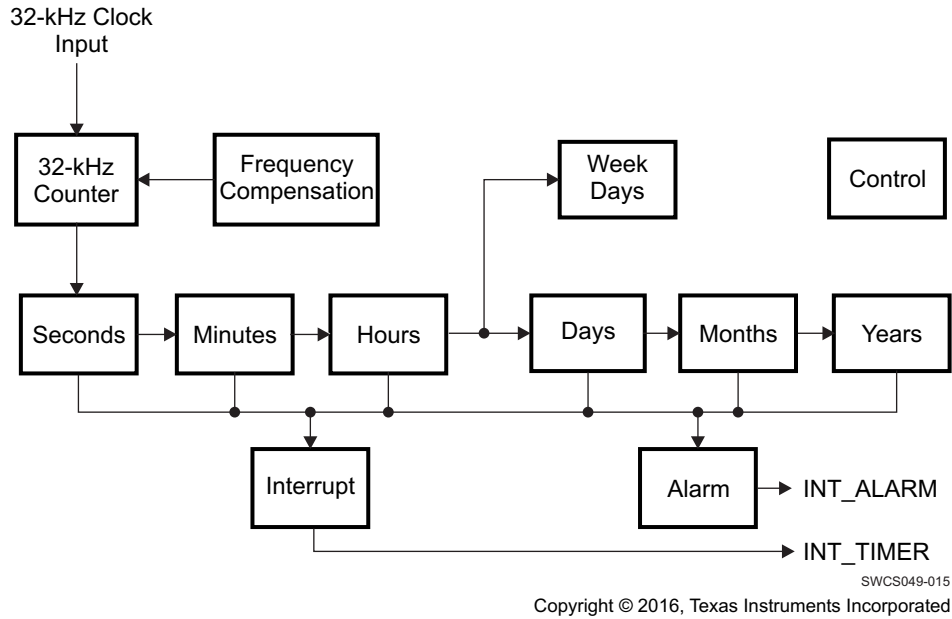 32-kHz Clock
Input
32-kHz
Counter
Frequency
Compensation
Week
Days
Control
Seconds
Minutes
Hours
Days
Months
Years
Interrupt
Alarm
INT_ALARM
INT_TIMER
SWCS049-015
Copyright © 2016, Texas Instruments Incorporated